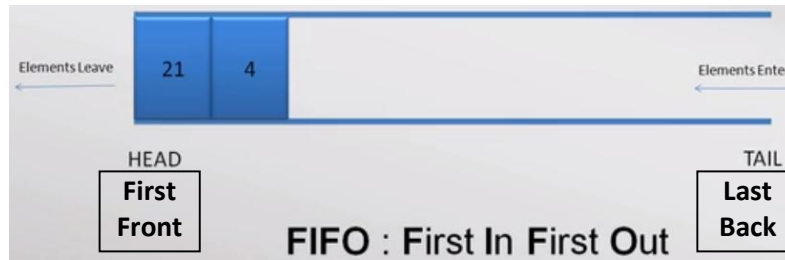 Elements Leave
21
4
Elements Ente
HEAD
TAIL
First
Front
Last
Back
FIFO : First In First Out